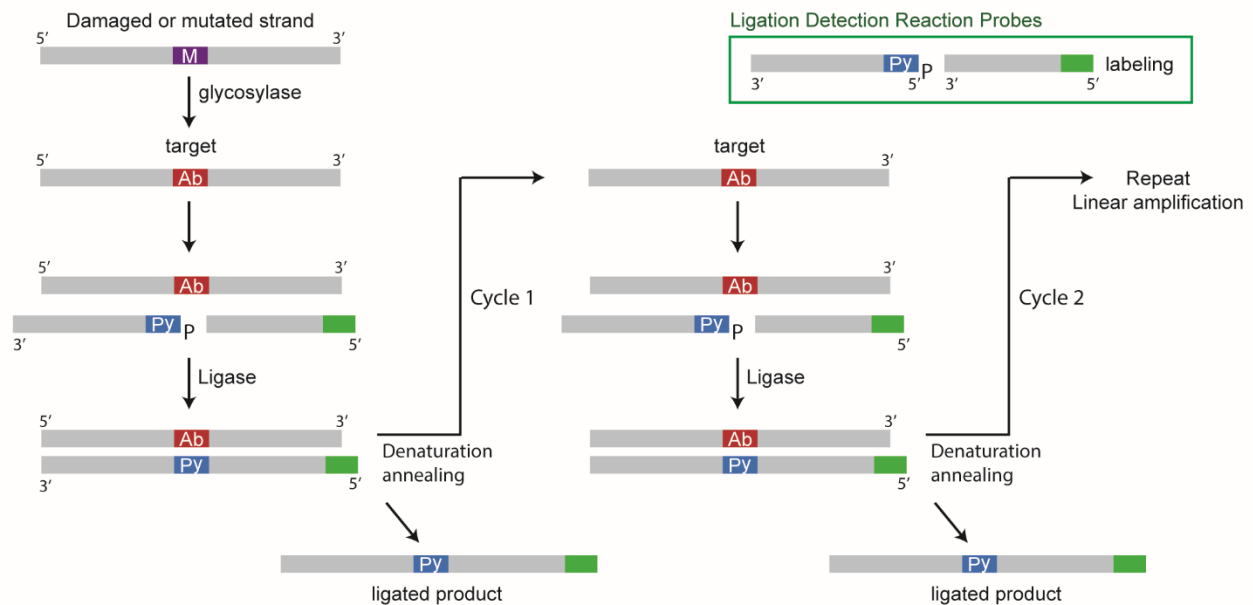 Damaged or mutated strand
5′ 3′
M
glycosylase
target
5′ 3′
Ab
5′ 3′
Ab
Py P
3′ 5′
Ligase
5′ 3′
Ab
Py
3′ 5′
Denaturation
annealing
Py
ligated product
Cycle 1
Ligation Detection Reaction Probes
Py P labeling
3′ 5′ 3′ 5′
target
3′
Ab
3′
Ab
Py P
5′
Ligase
3′
Ab
Py
5′
Denaturation
annealing
Py
ligated product
Cycle 2
Repeat
Linear amplification